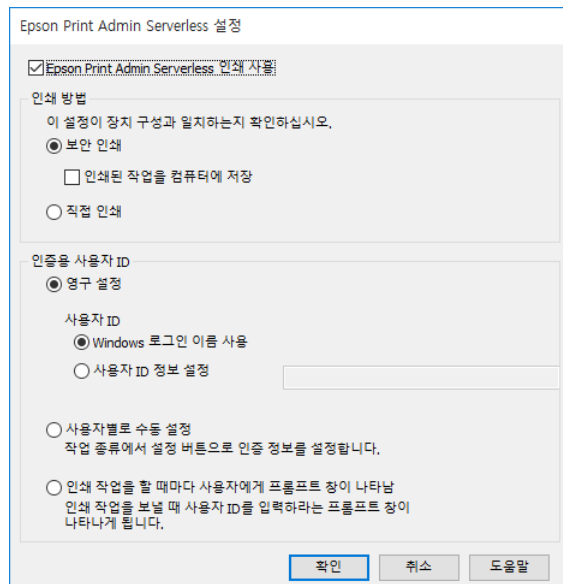 Epson Print Admin Serverless 설정
Epson Print Admin Serverless 인쇄 사용
인쇄 방법
이 설정이 장치 구성과 일치하는지 확인하십시오.
보안 인쇄
인쇄된 작업을 컴퓨터에 저장
직접 인쇄
인증용 사용자 ID
영구 설정
사용자 ID
Windows 로그인 이름 사용
사용자 ID 정보 설정
사용자별로 수동 설정
작업 종류에서 설정 버튼으로 인증 정보를 설정합니다.
인쇄 작업을 할 때마다 사용자에게 프롬프트 창이 나타남
인쇄 작업을 보낼 때 사용자 ID를 입력하라는 프롬프트 창이
나타나게 됩니다.
확인
취소
도움말